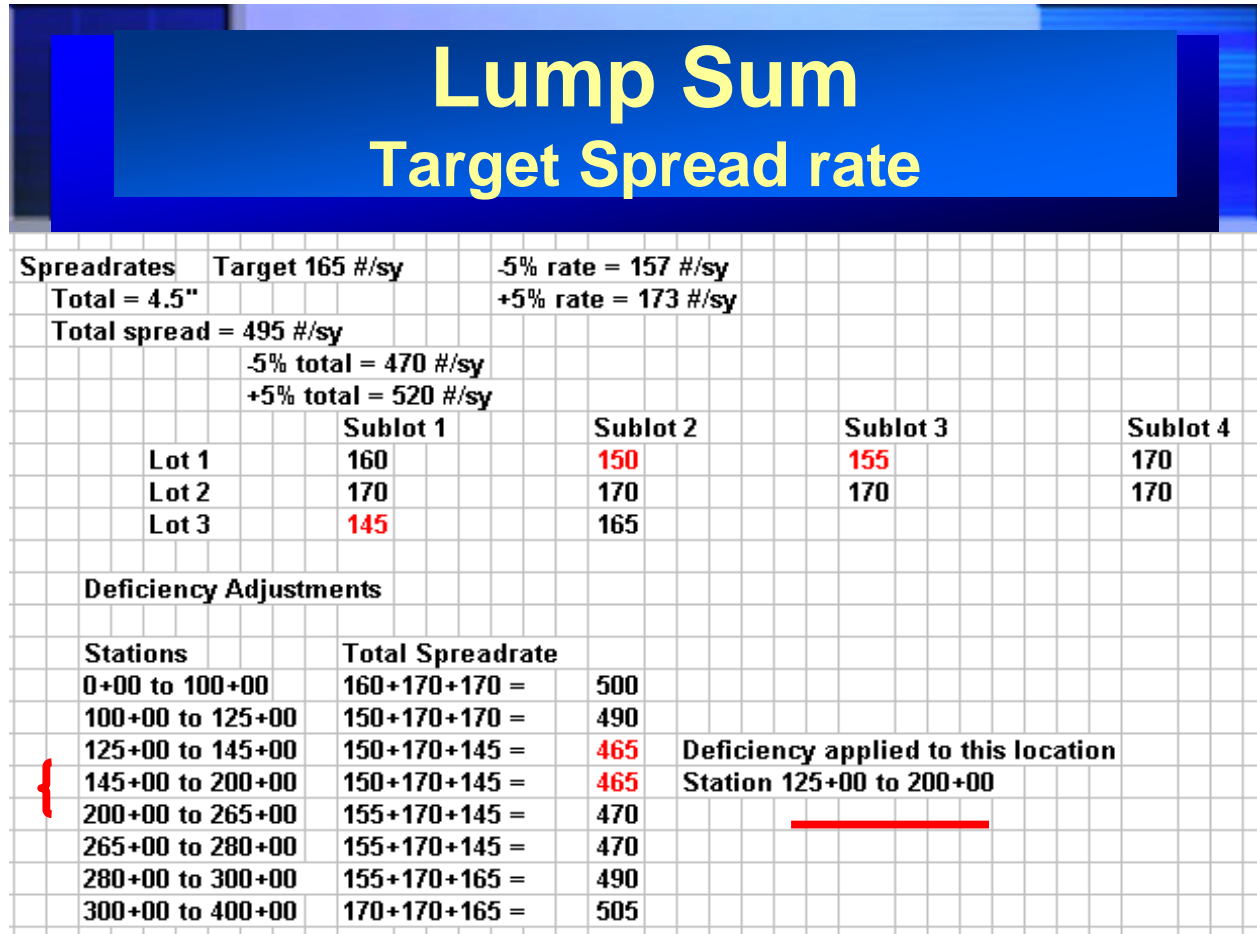 Lump Sum
Target Spread rate
Spreadrates Target 165 #/sy -5% rate = 157 #/sy
Total = 4.5" +5% rate = 173 #/sy
Total spread = 495 #/sy
-5% total = 470 #/sy
+5% total = 520 #/sy
Sublot 1 Sublot 2 Sublot 3 Sublot 4
Lot 1 160 150 155 170
Lot 2 170 170 170 170
Lot 3 145 165
Deficiency Adjustments
Stations Total Spreadrate
0+00 to 100+00 160+170+170 = 500
100+00 to 125+00 150+170+170 = 490
125+00 to 145+00 150+170+145 = 465 Deficiency applied to this location
145+00 to 200+00 150+170+145 = 465 Station 125+00 to 200+00
200+00 to 265+00 155+170+145 = 470
265+00 to 280+00 155+170+145 = 470
280+00 to 300+00 155+170+165 = 490
300+00 to 400+00 170+170+165 = 505